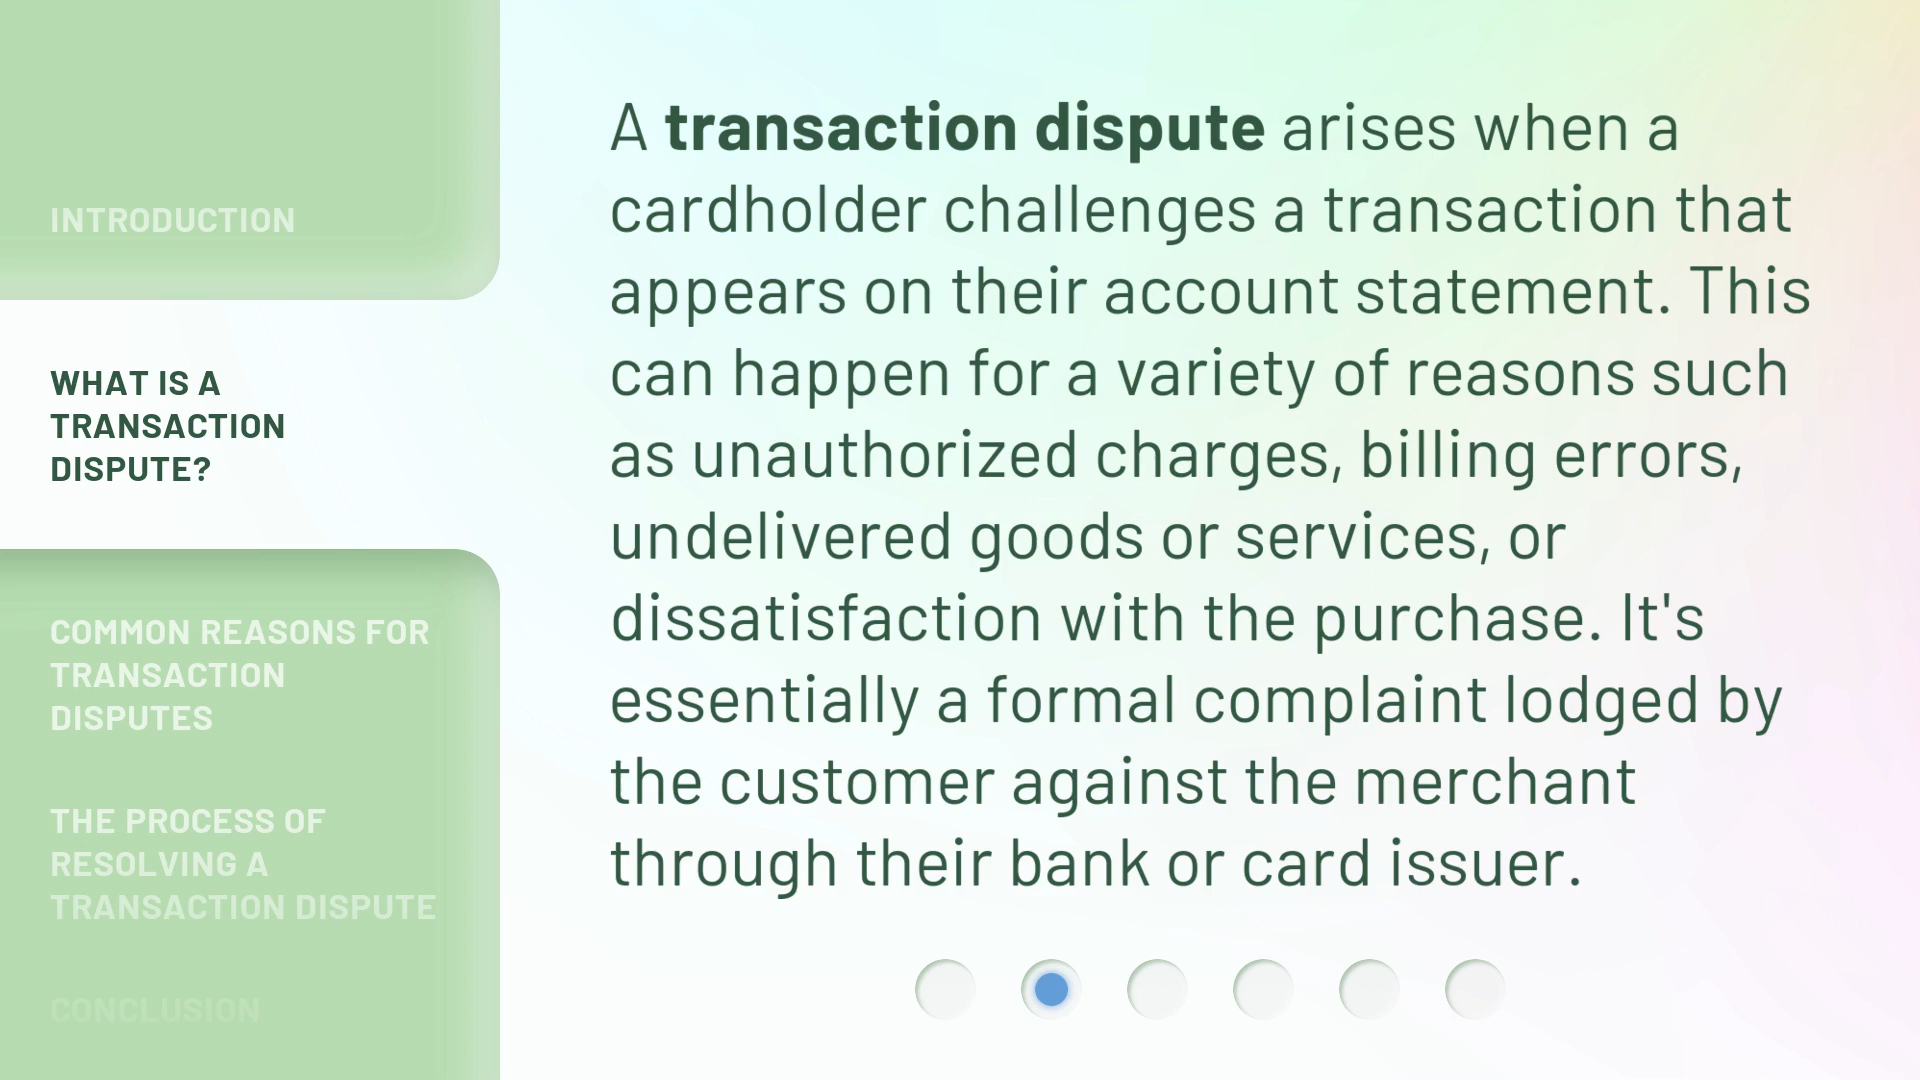 INTRODUCTION
WHAT IS A
TRANSACTION
DISPUTE?
COMMON REASONS FOR
TRANSACTION
DISPUTES
THE PROCESS OF
RESOLVING A
TRANSACTION DISPUTE
CONCLUSION
A transaction dispute arises when a
cardholder challenges a transaction that
appears on their account statement. This
can happen for a variety of reasons such
as unauthorized charges, billing errors,
undelivered goods or services, or
dissatisfaction with the purchase. It's
essentially a formal complaint lodged by
the customer against the merchant
through their bank or card issuer.